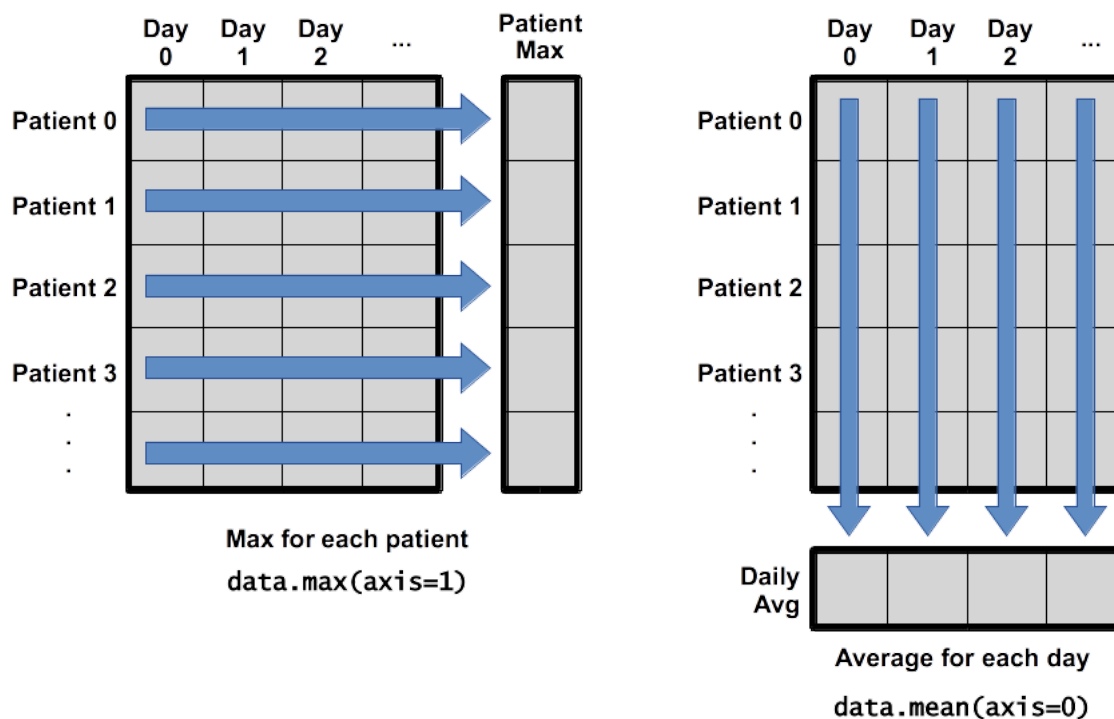 Day Day Day ... Patient
0 1 2 Max
Patient 0
Patient 1
Patient 2
Patient 3
.
.
.
Max for each patient
data.max(axis=1)
Day Day Day ...
0 1 2
Patient 0
Patient 1
Patient 2
Patient 3
.
.
.
Daily
Avg
Average for each day
data.mean(axis=0)